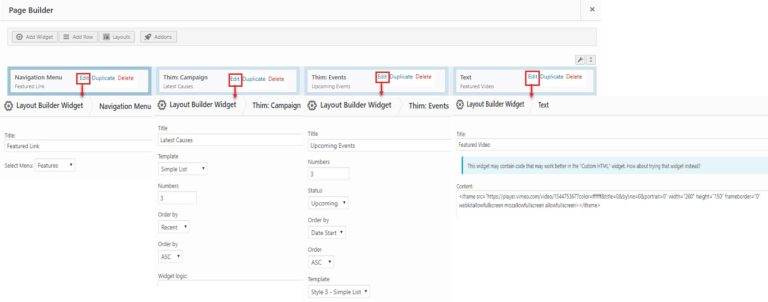 Page Builder
Add Widget Add Row Layouts Addons
Navigation Menu Edit Duplicate Delete
Featured Link
Thim: Campaign Edit Duplicate Delete
Latest Causes
Thim: Events Edit Duplicate Delete
Upcoming Events
Text Edit Duplicate Delete
Featured Video
Layout Builder Widget Navigation Menu
Title:
Featured Link
Select Menu: Features
Layout Builder Widget Thim: Campaign
Title
Latest Causes
Template
Simple List
Numbers
3
Order by
Recent
Order by
ASC
Widget logic:
Layout Builder Widget Thim: Events
Title
Upcoming Events
Numbers
3
Status
Upcoming
Order by
Date Start
Order
ASC
Template
Style 3 - Simple List
Layout Builder Widget Text
Title:
Featured Video
This widget may contain code that may work better in the "Custom HTML" widget. How about trying that widget instead?
Content
<iframe src="https://player.vimeo.com/video/154475367?color=ffffff&title=0&byline=0&portrait=0" width="260" height="150" frameborder="0"
webkitallowfullscreen mozallowfullscreen allowfullscreen></iframe>